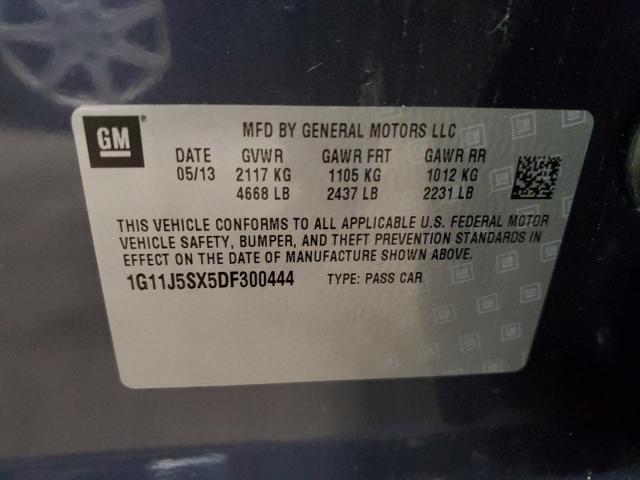 GM
MFD BY GENERAL MOTORS LLC
DATE GVWR GAWR FRT GAWR RR
05/13 2117 KG 1105 KG 1012 KG
4668 LB 2437 LB 2231 LB
THIS VEHICLE CONFORMS TO ALL APPLICABLE U.S. FEDERAL MOTOR
VEHICLE SAFETY, BUMPER, AND THEFT PREVENTION STANDARDS IN
EFFECT ON THE DATE OF MANUFACTURE SHOWN ABOVE.
1G11J5SX5DF300444 TYPE: PASS CAR